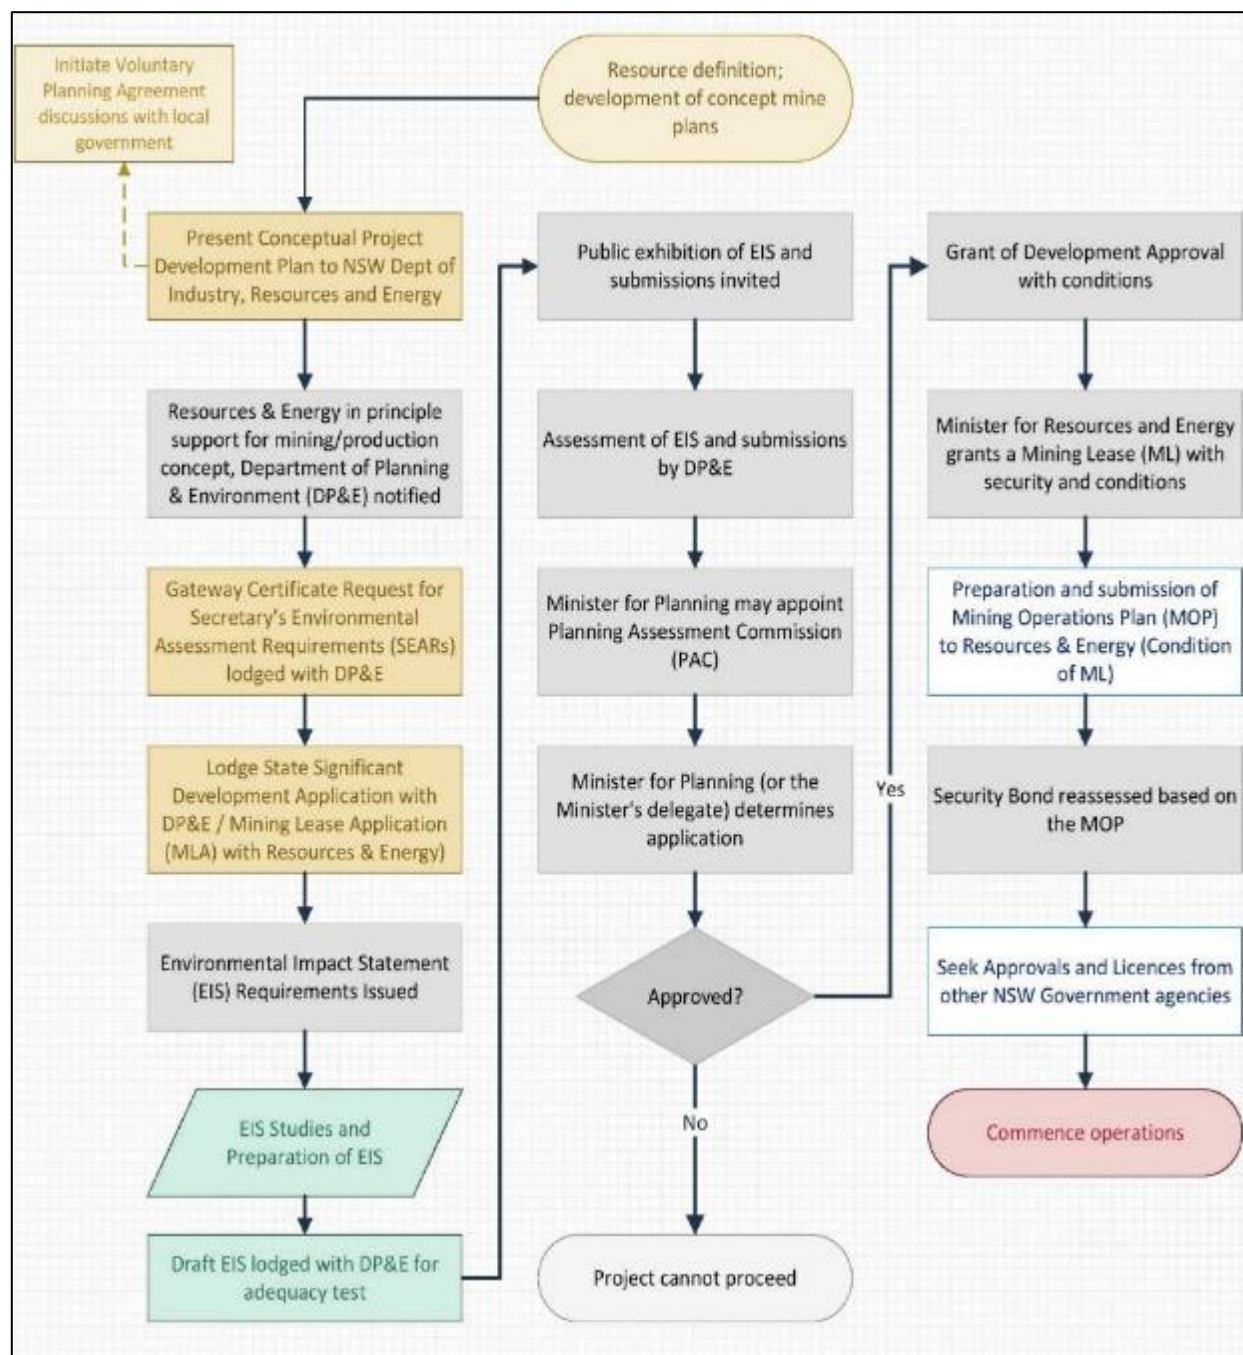 Initiate Voluntary
Planning Agreement
discussions with local
government
Resource definition;
development of concept mine
plans
Present Conceptual Project
Development Plan to NSW Dept of
Industry, Resources and Energy
Resources & Energy in principle
support for mining/production
concept, Department of Planning
& Environment (DP&E) notified
Gateway Certificate Request for
Secretary's Environmental
Assessment Requirements (SEARs)
lodged with DP&E
Lodge State Significant
Development Application with
DP&E / Mining Lease Application
(MLA) with Resources & Energy)
Environmental Impact Statement
(EIS) Requirements Issued
EIS Studies and
Preparation of EIS
Draft EIS lodged with DP&E for
adequacy test
Public exhibition of EIS and
submissions invited
Assessment of EIS and submissions
by DP&E
Minister for Planning may appoint
Planning Assessment Commission
(PAC)
Minister for Planning (or the
Minister's delegate) determines
application
Approved?
No
Project cannot proceed
Yes
Grant of Development Approval
with conditions
Minister for Resources and Energy
grants a Mining Lease (ML) with
security and conditions
Preparation and submission of
Mining Operations Plan (MOP)
to Resources & Energy (Condition
of ML)
Security Bond reassessed based on
the MOP
Seek Approvals and Licences from
other NSW Government agencies
Commence operations